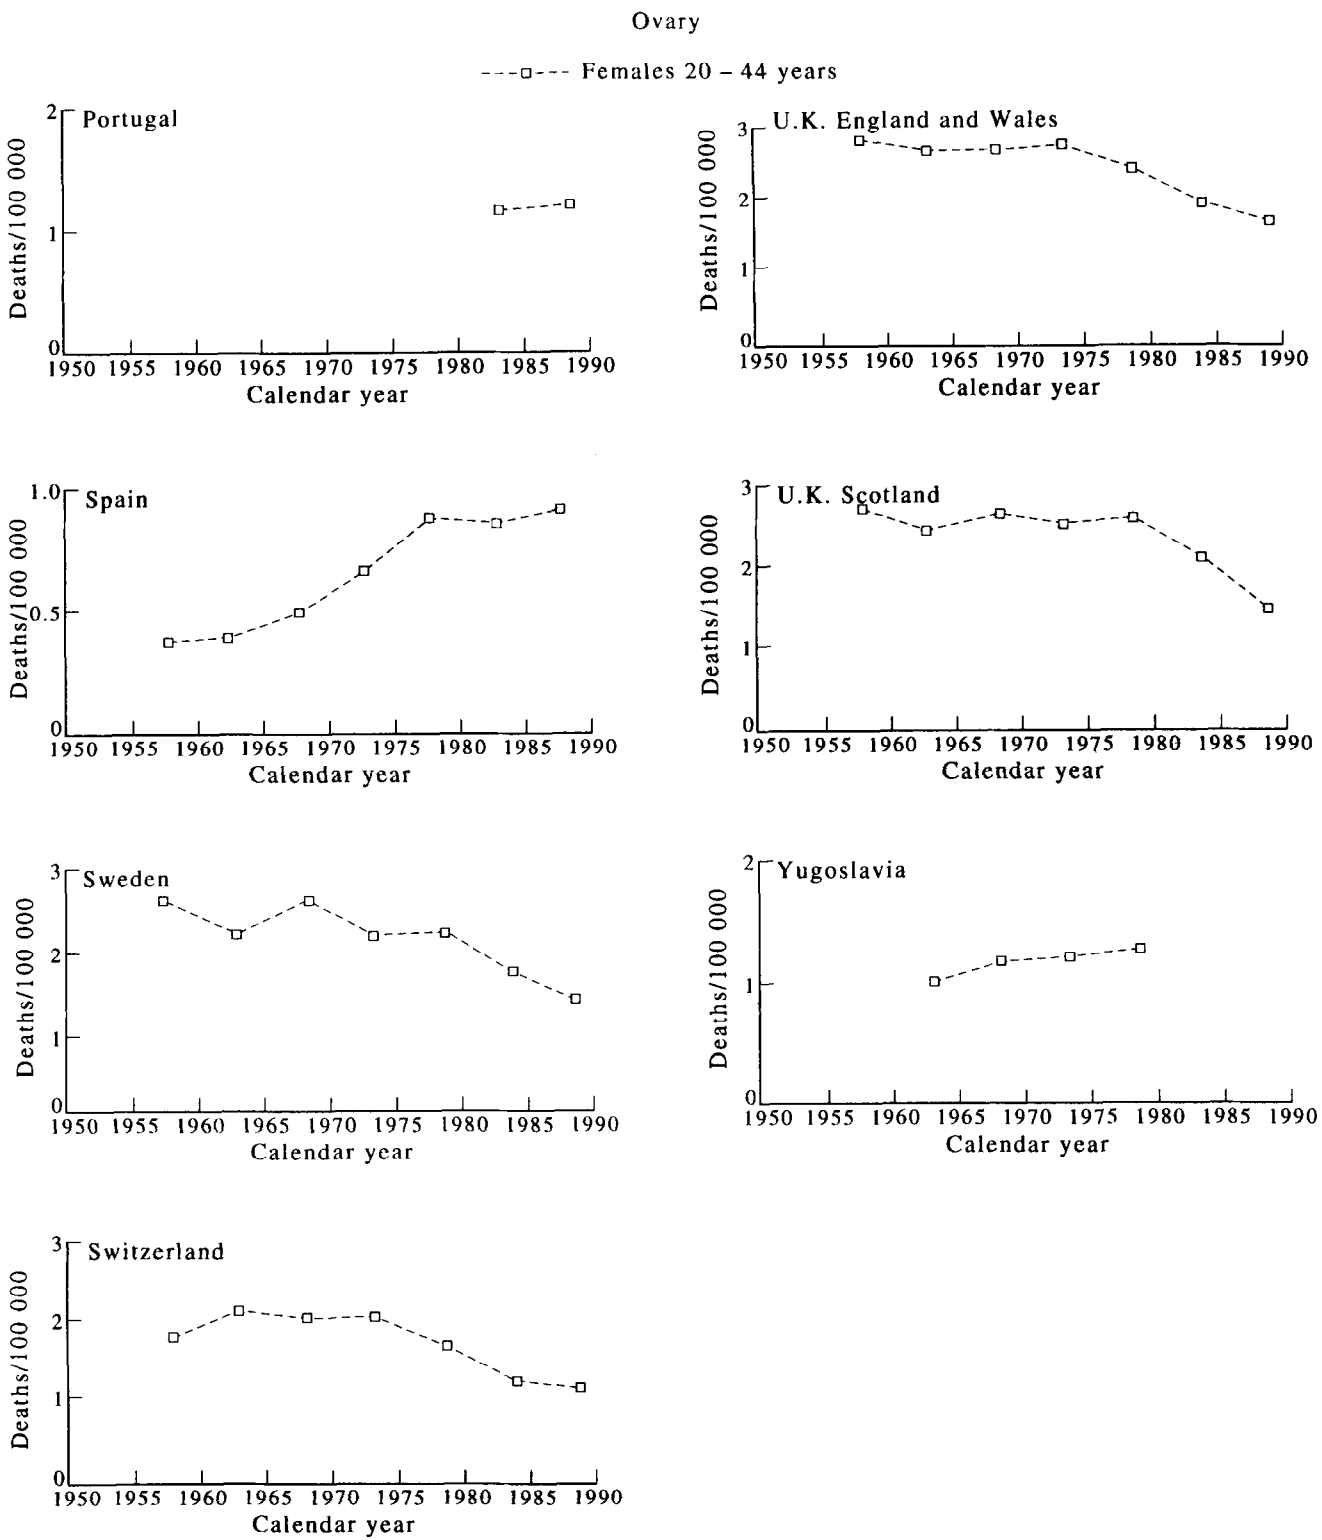 Ovary
Females 20 – 44 years
Portugal
Deaths/100 000
2
1
0
1950 1955 1960 1965 1970 1975 1980 1985 1990
Calendar year
U.K. England and Wales
Deaths/100 000
3
2
1
0
1950 1955 1960 1965 1970 1975 1980 1985 1990
Calendar year
Spain
Deaths/100 000
1.0
0.5
0
1950 1955 1960 1965 1970 1975 1980 1985 1990
Calendar year
U.K. Scotland
Deaths/100 000
3
2
1
0
1950 1955 1960 1965 1970 1975 1980 1985 1990
Calendar year
Sweden
Deaths/100 000
3
2
1
0
1950 1955 1960 1965 1970 1975 1980 1985 1990
Calendar year
Yugoslavia
Deaths/100 000
2
1
0
1950 1955 1960 1965 1970 1975 1980 1985 1990
Calendar year
Switzerland
Deaths/100 000
3
2
1
0
1950 1955 1960 1965 1970 1975 1980 1985 1990
Calendar year